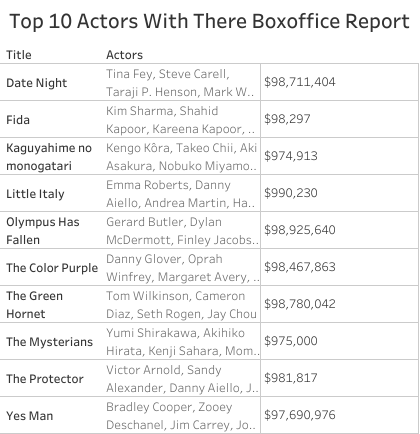 Top 10 Actors With There Boxoffice Report
Title Actors
Date Night Tina Fey, Steve Carell, $98,711,404
Taraji P. Henson, Mark W..
Fida Kim Sharma, Shahid $98,297
Kapoor, Kareena Kapoor, ..
Kaguyahime no Kengo Kôra, Takeo Chii, Aki $974,913
monogatari Asakura, Nobuko Miyamo..
Little Italy Emma Roberts, Danny $990,230
Aiello, Andrea Martin, Ha..
Olympus Has Gerard Butler, Dylan $98,925,640
Fallen McDermott, Finley Jacobs..
The Color Purple Danny Glover, Oprah $98,467,863
Winfrey, Margaret Avery, ..
The Green Tom Wilkinson, Cameron $98,780,042
Hornet Diaz, Seth Rogen, Jay Chou
The Mysterians Yumi Shirakawa, Akihiko $975,000
Hirata, Kenji Sahara, Mom..
The Protector Victor Arnold, Sandy $981,817
Alexander, Danny Aiello, J..
Yes Man Bradley Cooper, Zooey $97,690,976
Deschanel, Jim Carrey, Jo..